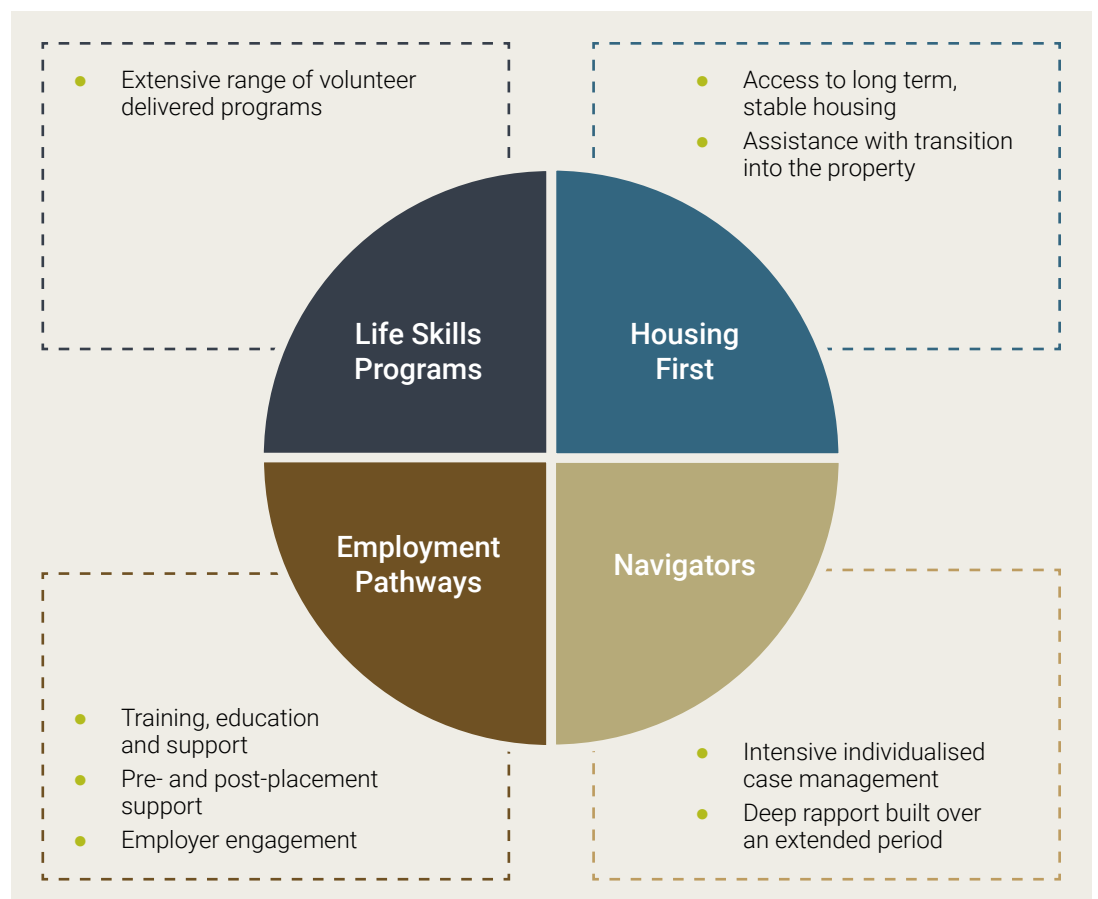 Extensive range of volunteer
delivered programs
Access to long term,
stable housing
Assistance with transition
into the property
Life Skills
Programs
Housing
First
Employment
Pathways
Navigators
Training, education
and support
Pre- and post-placement
support
Employer engagement
Intensive individualised
case management
Deep rapport built over
an extended period